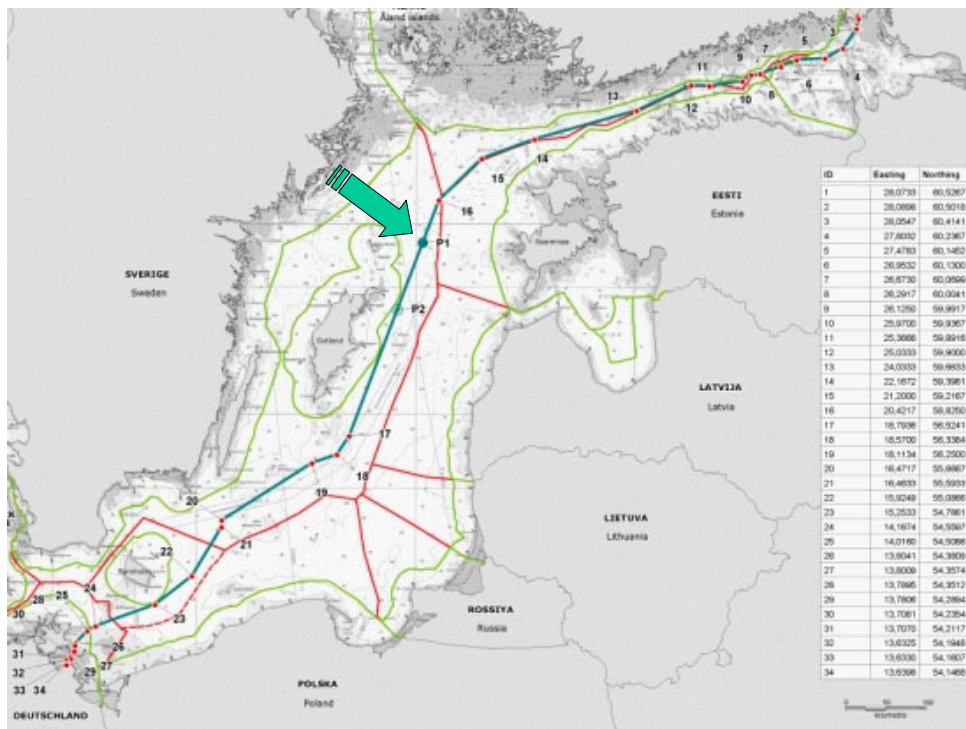 Åland islands
3
5
7
9
11
4
6
8
10
12
13
14
15
16
P1
P2
EESTI
Estonia
Saaremaa
SVERIGE
Sweden
Gotland
LATVIJA
Latvia
17
18
19
20
21
22
23
24
25
26
27
28
29
30
31
32
33 34
LIETUVA
Lithuania
ROSSIYA
Russia
POLSKA
Poland
DEUTSCHLAND
ID Easting Northing
1 28,0733 60,5267
2 28,0898 60,5018
3 28,0547 60,4141
4 27,8032 60,2367
5 27,4783 60,1452
6 26,9532 60,1300
7 26,6730 60,0699
8 26,2917 60,0041
9 26,1250 59,9917
10 25,9700 59,9367
11 25,3666 59,8916
12 25,0333 59,9000
13 24,0333 59,6633
14 22,1672 59,3981
15 21,2000 59,2167
16 20,4217 58,8250
17 18,7936 56,5241
18 18,5700 56,3384
19 18,1134 56,2500
20 16,4717 55,6667
21 16,4633 55,5933
22 15,9249 55,0866
23 15,2533 54,7861
24 14,1674 54,5597
25 14,0160 54,5088
26 13,8041 54,3809
27 13,8009 54,3574
28 13,7895 54,3512
29 13,7806 54,2894
30 13,7081 54,2354
31 13,7070 54,2117
32 13,6325 54,1948
33 13,6330 54,1607
34 13,6398 54,1468
0 50 100
kilometre